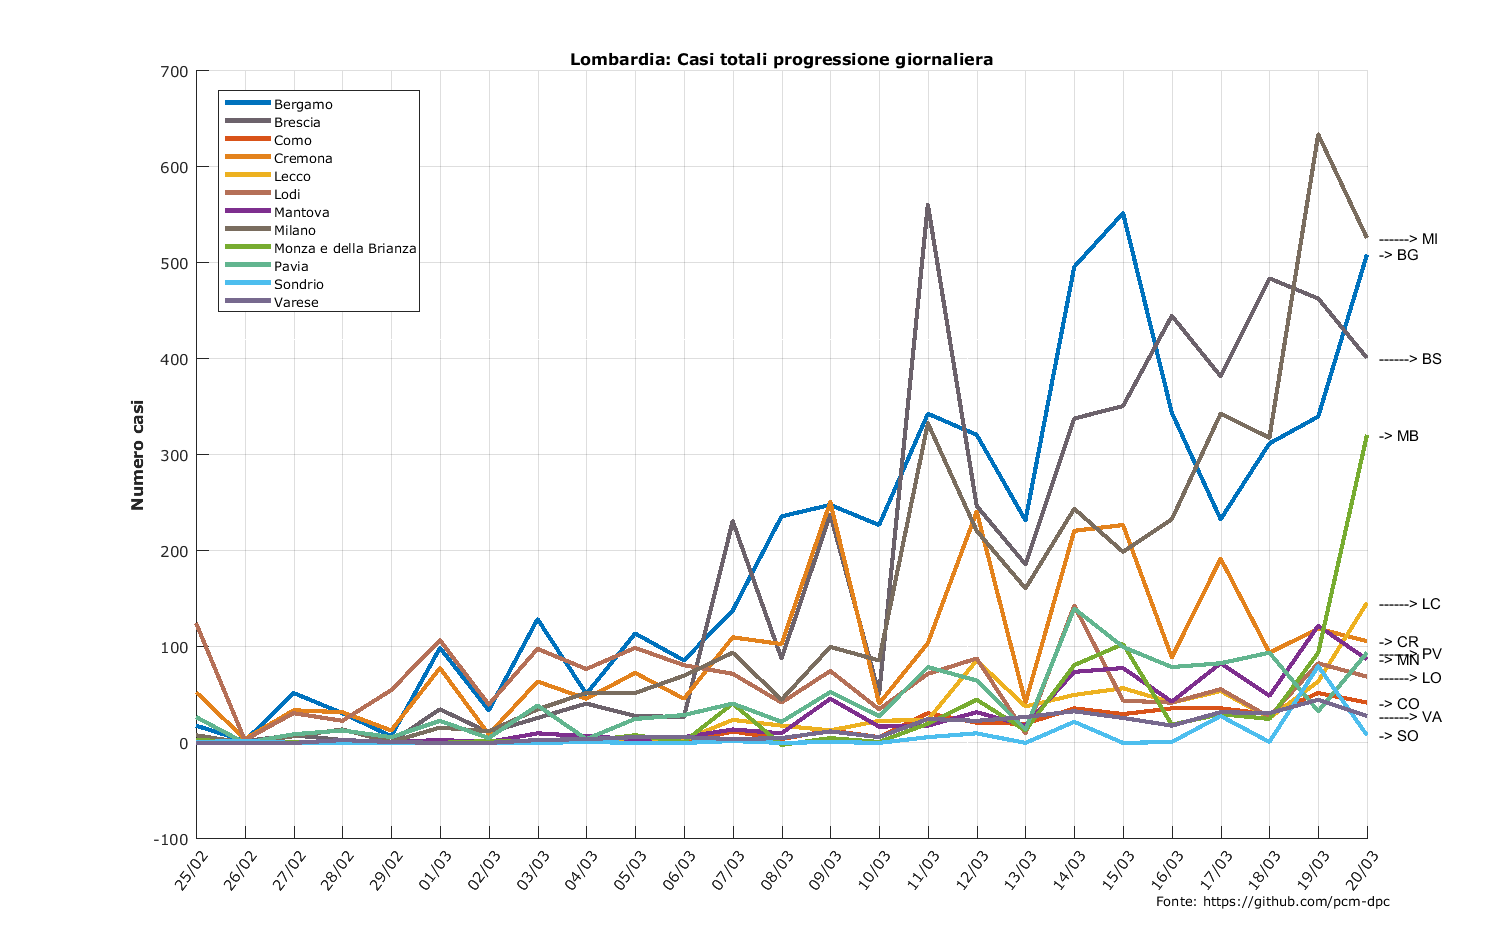 Lombardia: Casi totali progressione giornaliera
700
600
500
400
300
200
100
0
-100
Numero casi
Bergamo
Brescia
Como
Cremona
Lecco
Lodi
Mantova
Milano
Monza e della Brianza
Pavia
Sondrio
Varese
------> MI
-> BG
------> BS
-> MB
------> LC
-> CR
------> PV
-> MN
------> LO
-> CO
------> VA
-> SO
25/02
26/02
27/02
28/02
29/02
01/03
02/03
03/03
04/03
05/03
06/03
07/03
08/03
09/03
10/03
11/03
12/03
13/03
14/03
15/03
16/03
17/03
18/03
19/03
20/03
Fonte: https://github.com/pcm-dpc